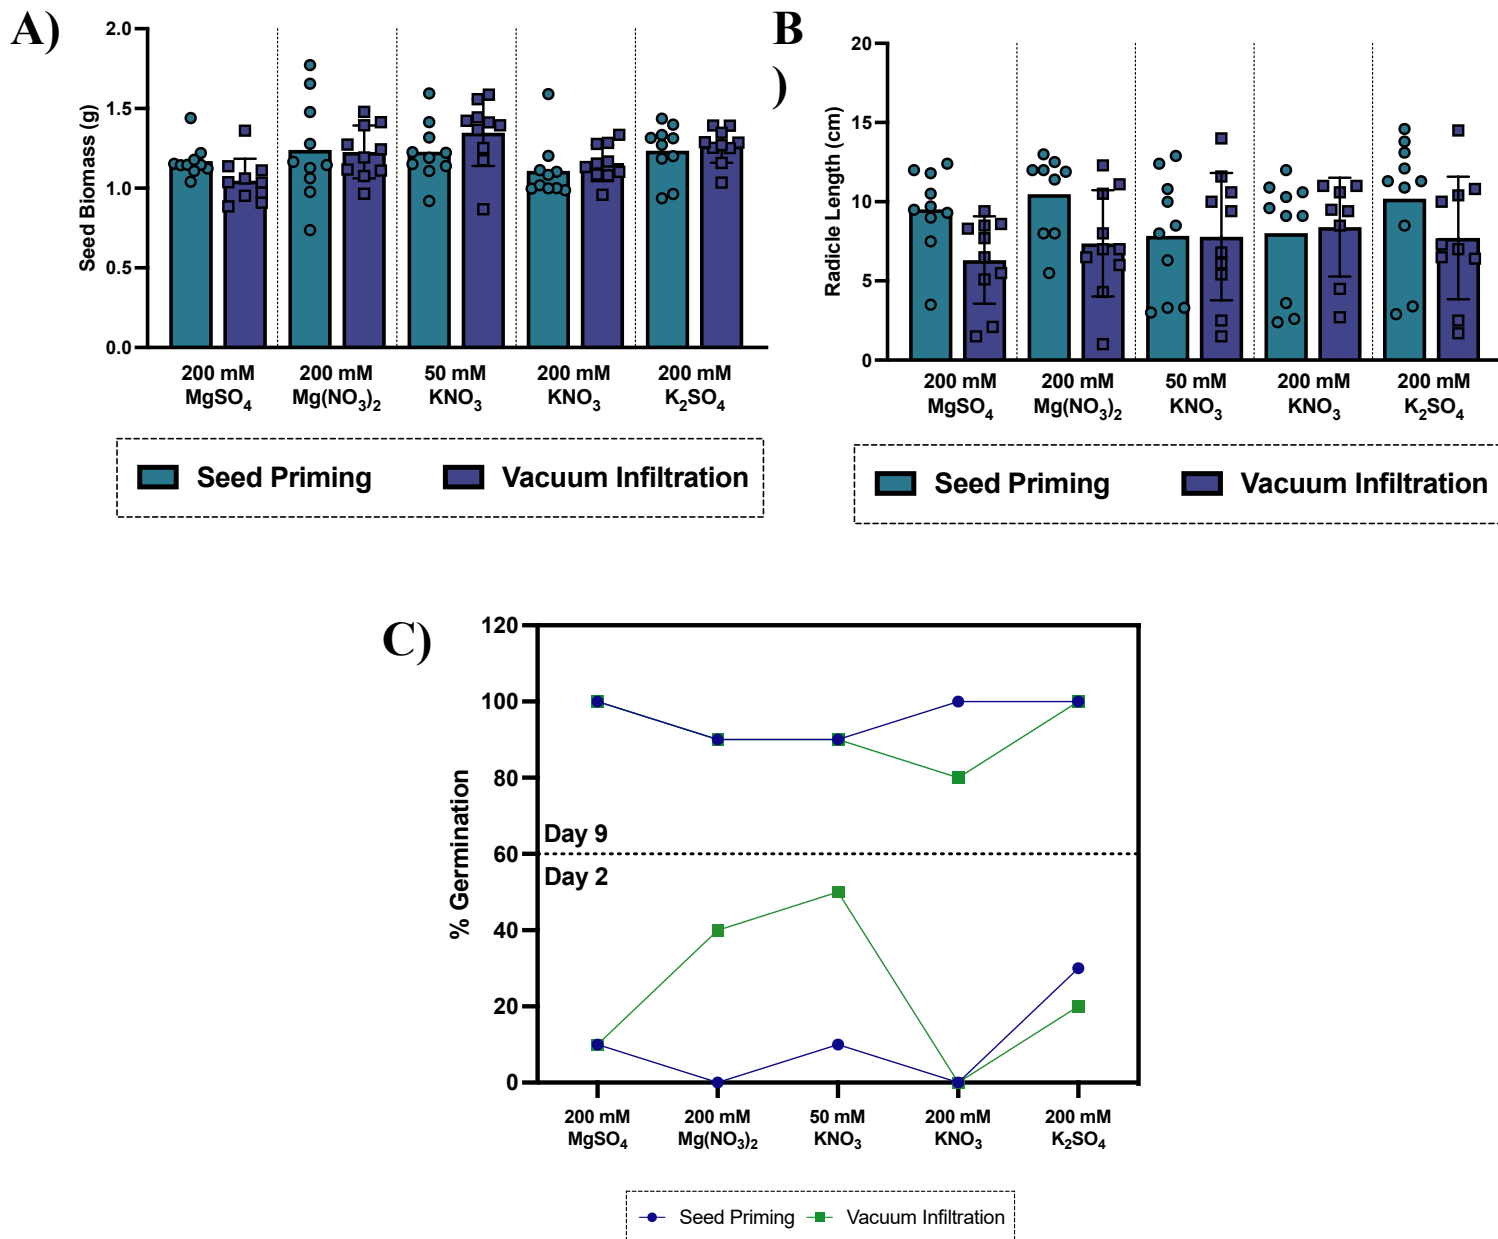 A)
2.0
1.5
1.0
0.5
0.0
Seed Biomass (g)
200 mM MgSO₄
200 mM Mg(NO₃)₂
50 mM KNO₃
200 mM KNO₃
200 mM K₂SO₄
Seed Priming
Vacuum Infiltration
B
)
20
15
10
5
0
Radicle Length (cm)
200 mM MgSO₄
200 mM Mg(NO₃)₂
50 mM KNO₃
200 mM KNO₃
200 mM K₂SO₄
Seed Priming
Vacuum Infiltration
C)
120
100
80
60
40
20
0
% Germination
Day 9
Day 2
200 mM MgSO₄
200 mM Mg(NO₃)₂
50 mM KNO₃
200 mM KNO₃
200 mM K₂SO₄
Seed Priming
Vacuum Infiltration